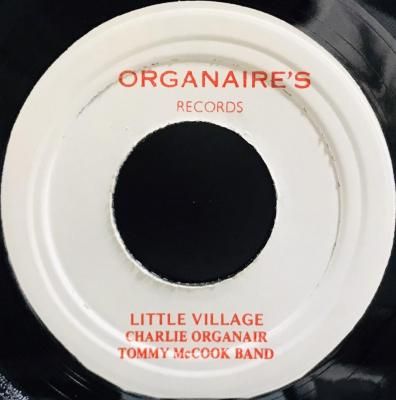 ORGANAIRE'S
RECORDS
LITTLE VILLAGE
CHARLIE ORGANAIR
TOMMY McCOOK BAND